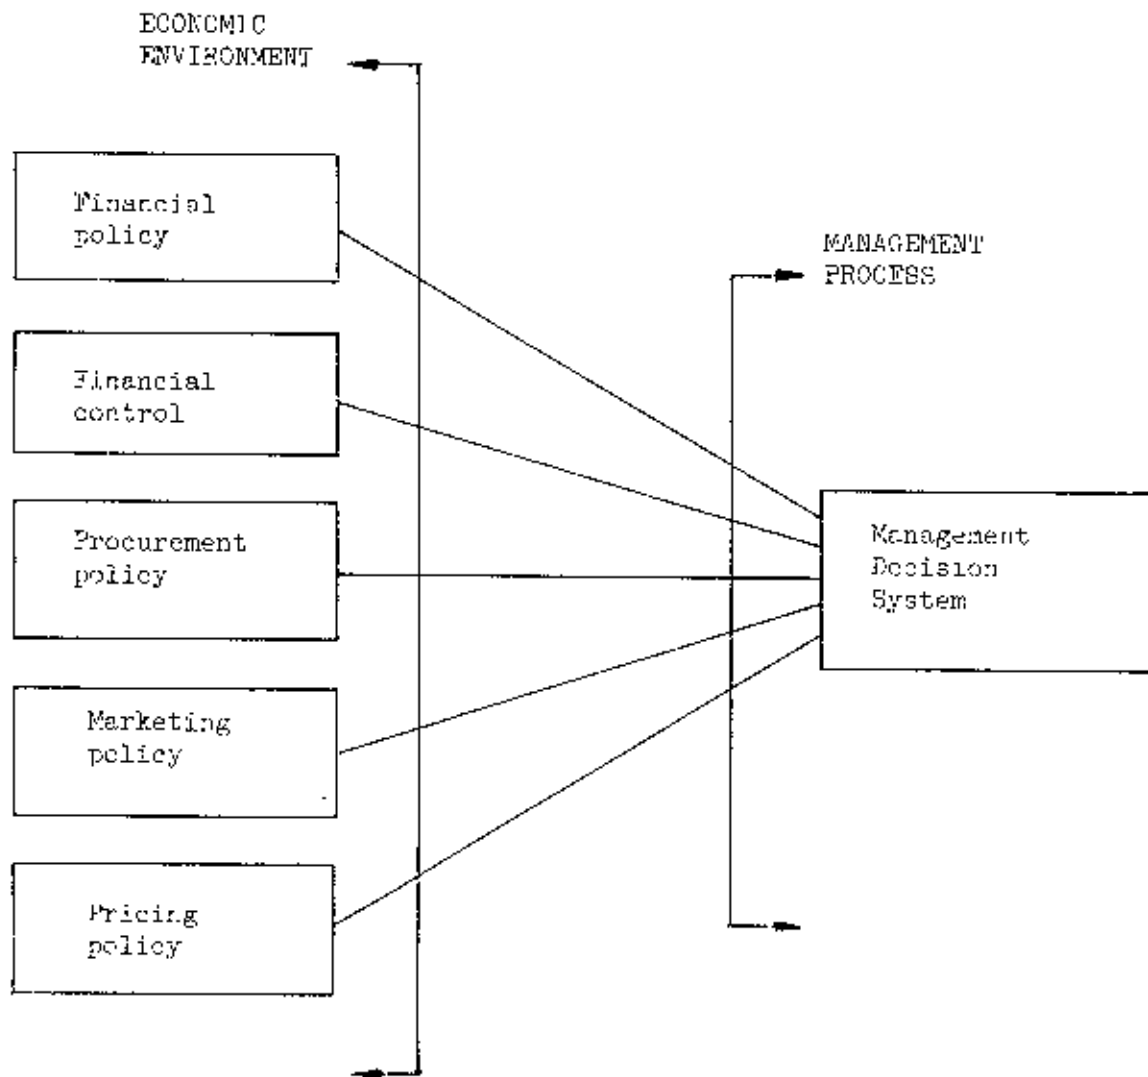 ECONOMIC
ENVIRONMENT
Financial
policy
MANAGEMENT
PROCESS
Financial
control
Procurement
policy
Management
Decision
System
Marketing
policy
Pricing
policy